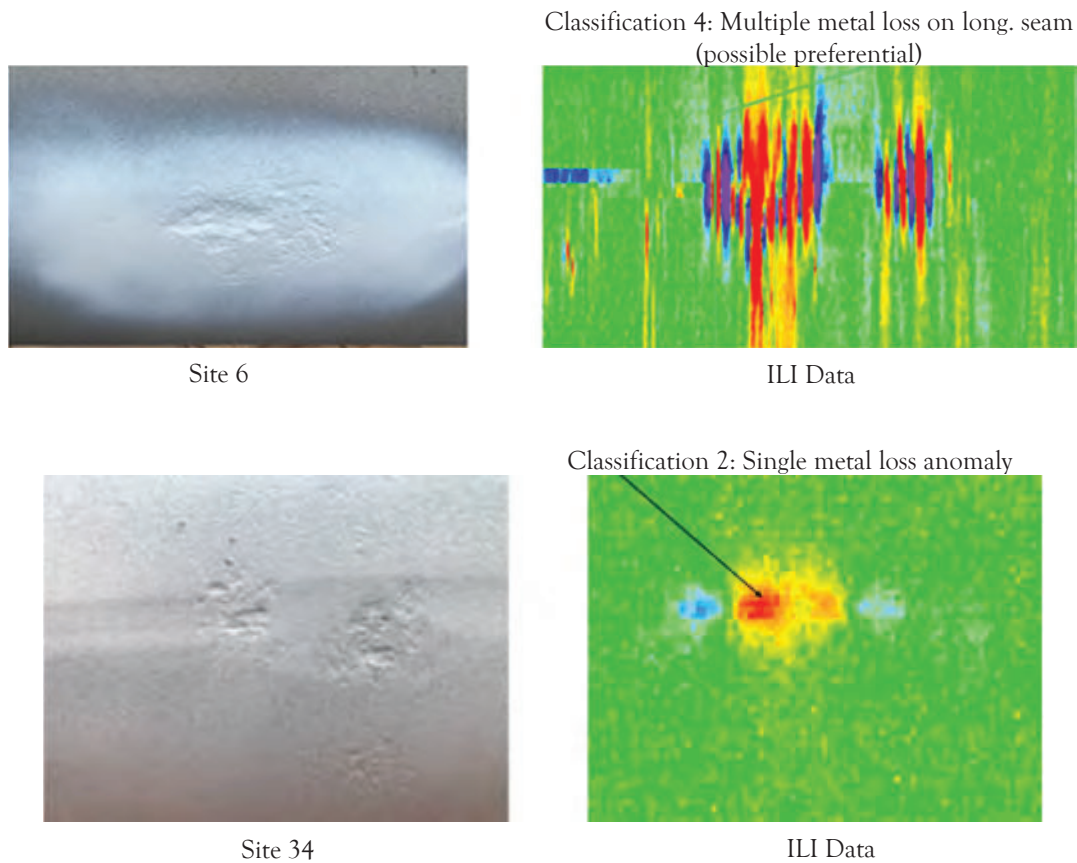 Classification 4: Multiple metal loss on long. seam
(possible preferential)
Site 6
ILI Data
Classification 2: Single metal loss anomaly
Site 34
ILI Data